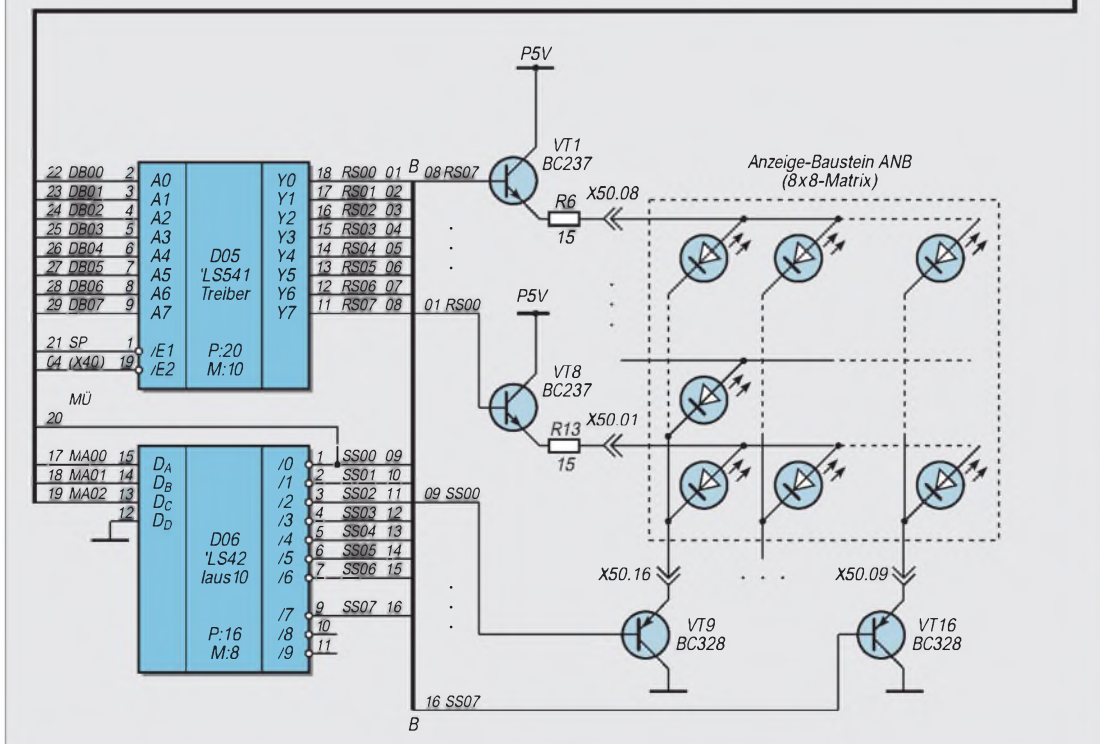 P5V
VT1
BC237
B
Anzeige-Baustein ANB
(8x8-Matrix)
22 DB00 2 A0 Y0 18 RS00 01
08 RS07
23 DB01 3 A1 Y1 17 RS01 02
24 DB02 4 A2 Y2 16 RS02 03
25 DB03 5 A3 Y3 15 RS03 04
26 DB04 6 A4 Y4 14 RS04 05
27 DB05 7 A5 Y5 13 RS05 06
28 DB06 8 A6 Y6 12 RS06 07
29 DB07 9 A7 Y7 11 RS07 08
D05
'LS541
Treiber
R6
15
X50.08
01 RS00
P5V
VT8
BC237
21 SP 1 /E1
04 (X40) 19 /E2
P:20
M:10
R13
15
X50.01
MÜ
20
17 MA00 15 DA /0 1 SS00 09
18 MA01 14 DB /1 2 SS01 10
19 MA02 13 DC /2 3 SS02 11
09 SS00
12 DD /3 4 SS03 12
/4 5 SS04 13
/5 6 SS05 14
/6 7 SS06 15
/7 9 SS07 16
/8 10
/9 11
D06
'LS42
1aus10
P:16
M:8
X50.16
. . .
X50.09
VT9
BC328
VT16
BC328
16 SS07
B